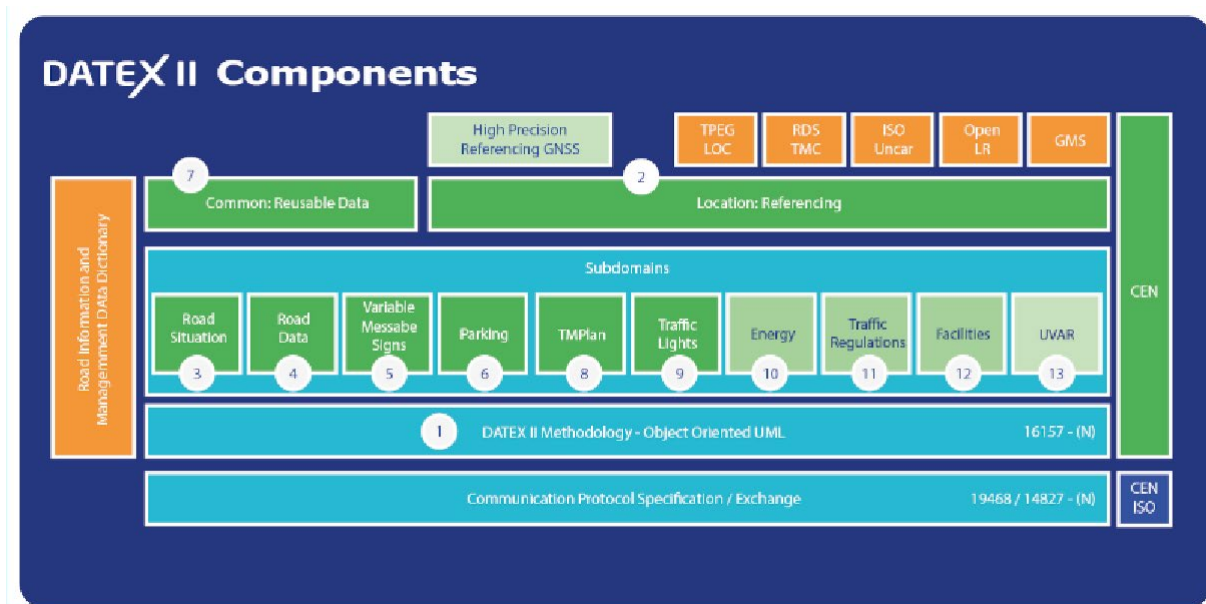 DATEX II Components
High Precision
Referencing GNSS
TPEG
LOC
RDS
TMC
ISO
Uncar
Open
LR
GMS
7
Common: Reusable Data
2
Location: Referencing
Road Information and
Managemment DAta Dictionary
CEN
Subdomains
Road
Situation
3
Road
Data
4
Variable
Messabe
Signs
5
Parking
6
TMPlan
8
Traffic
Lights
9
Energy
10
Traffic
Regulations
11
Facilities
12
UVAR
13
1
DATEX II Methodology - Object Oriented UML
16157 - (N)
Communication Protocol Specification / Exchange
19468 / 14827 - (N)
CEN
ISO